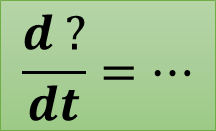 d ?
dt = ⋯